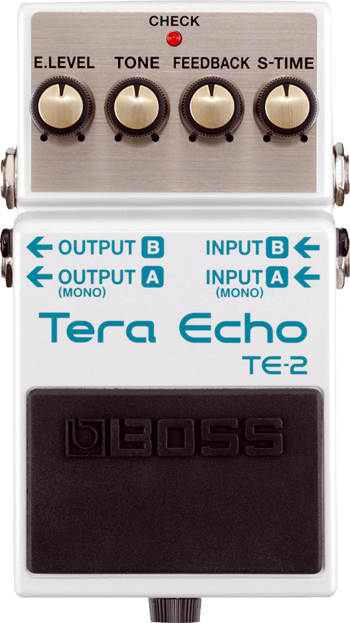 CHECK
E.LEVEL TONE FEEDBACK S-TIME
← OUTPUT B INPUT B ←
← OUTPUT A INPUT A ←
(MONO) (MONO)
Tera Echo
TE-2
BOSS